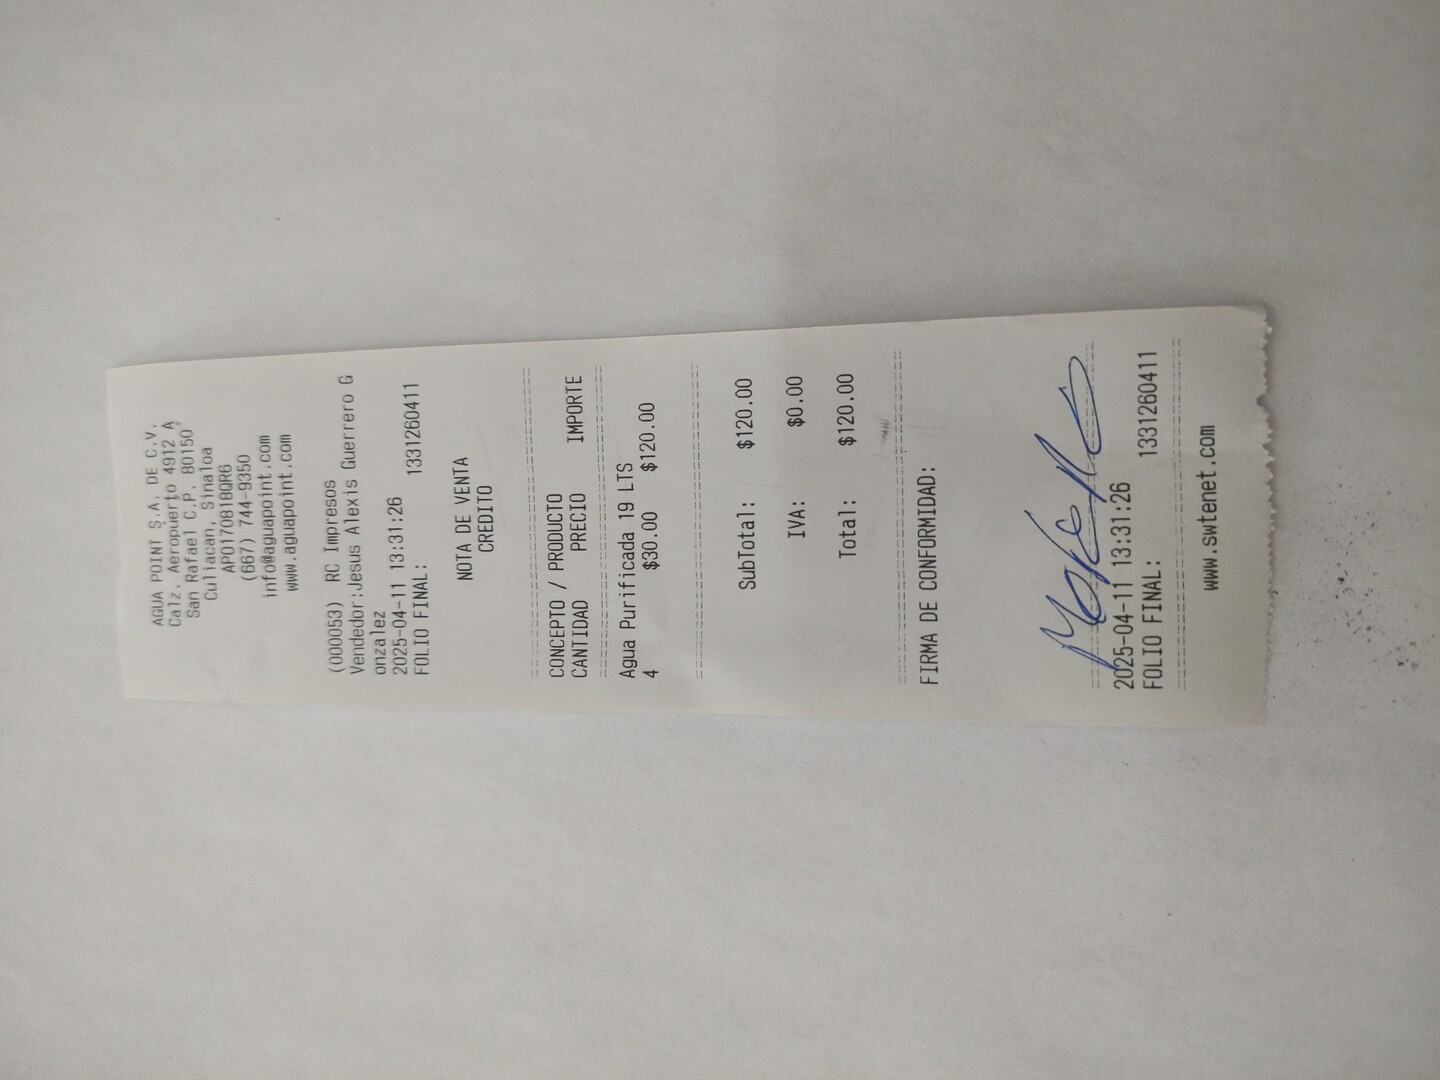 AGUA POINT S.A. DE C.V.
Calz. Aeropuerto 4912 A
San Rafael C.P. 80150
Culiacan, Sinaloa
APO170818QR6
(667) 744-9350
info@aguapoint.com
www.aguapoint.com
(000053) RC Impresos
Vendedor:Jesus Alexis Guerrero G
onzalez
2025-04-11 13:31:26
FOLIO FINAL: 1331260411
NOTA DE VENTA
CREDITO
CONCEPTO / PRODUCTO
CANTIDAD PRECIO IMPORTE
Agua Purificada 19 LTS
4 $30.00 $120.00
SubTotal: $120.00
IVA: $0.00
Total: $120.00
FIRMA DE CONFORMIDAD:
2025-04-11 13:31:26
FOLIO FINAL: 1331260411
www.swtenet.com